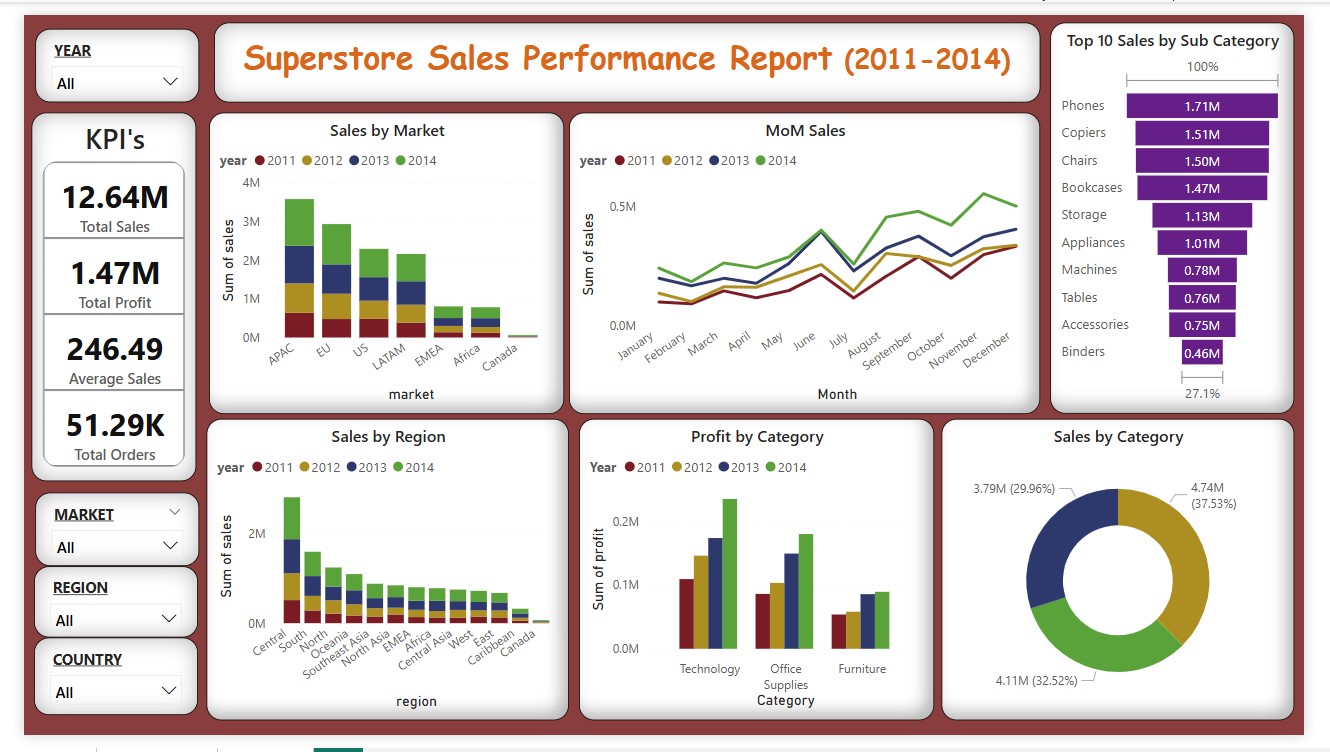 YEAR
All
Superstore Sales Performance Report (2011-2014)
KPI's
12.64M
Total Sales
1.47M
Total Profit
246.49
Average Sales
51.29K
Total Orders
MARKET
All
REGION
All
COUNTRY
All
Sales by Market
year 2011 2012 2013 2014
Sum of sales
4M
3M
2M
1M
0M
APAC
EU
US
LATAM
EMEA
Africa
Canada
market
MoM Sales
year 2011 2012 2013 2014
Sum of sales
0.5M
0.0M
January
February
March
April
May
June
July
August
September
October
November
December
Month
Top 10 Sales by Sub Category
100%
Phones 1.71M
Copiers 1.51M
Chairs 1.50M
Bookcases 1.47M
Storage 1.13M
Appliances 1.01M
Machines 0.78M
Tables 0.76M
Accessories 0.75M
Binders 0.46M
27.1%
Sales by Region
year 2011 2012 2013 2014
Sum of sales
2M
0M
Central
South
North
Oceania
Southeast Asia
North Asia
EMEA
Africa
Central Asia
West
East
Caribbean
Canada
region
Profit by Category
Year 2011 2012 2013 2014
Sum of profit
0.2M
0.1M
0.0M
Technology
Office
Supplies
Furniture
Category
Sales by Category
3.79M (29.96%)
4.74M
(37.53%)
4.11M (32.52%)